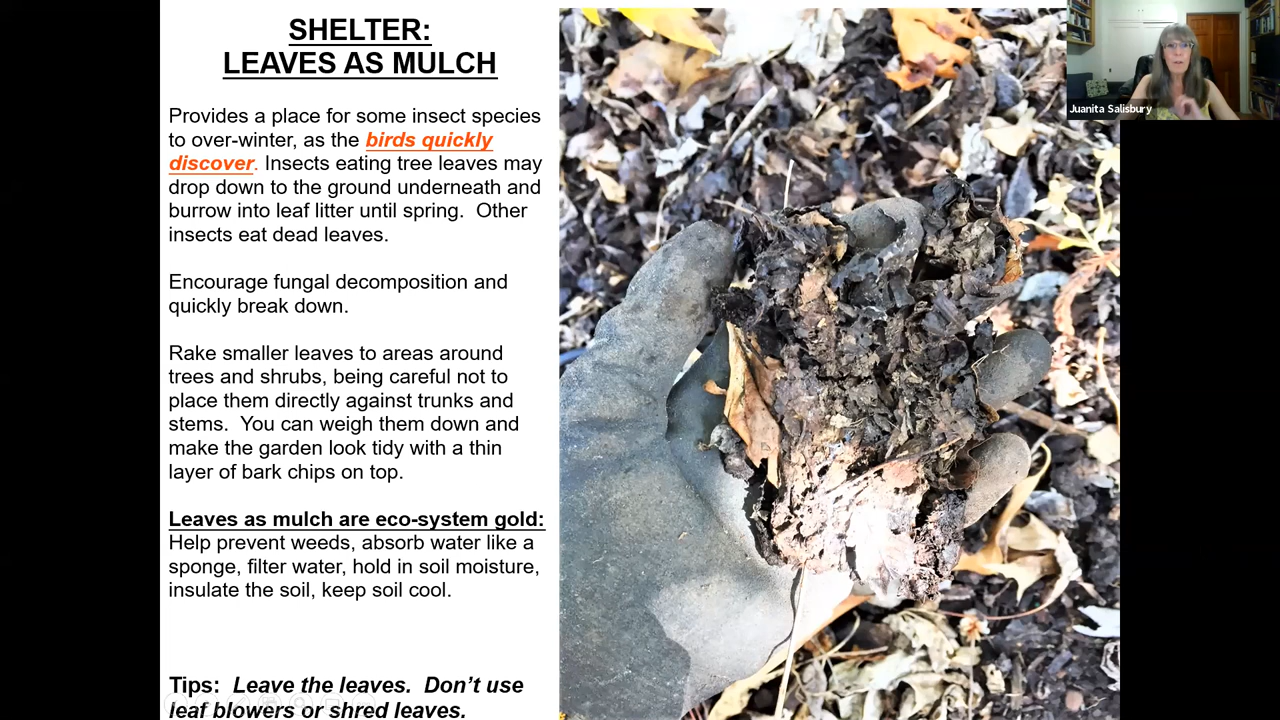 SHELTER:
LEAVES AS MULCH
Provides a place for some insect species
to over-winter, as the birds quickly
discover. Insects eating tree leaves may
drop down to the ground underneath and
burrow into leaf litter until spring.  Other
insects eat dead leaves.
Encourage fungal decomposition and
quickly break down.
Rake smaller leaves to areas around
trees and shrubs, being careful not to
place them directly against trunks and
stems.  You can weigh them down and
make the garden look tidy with a thin
layer of bark chips on top.
Leaves as mulch are eco-system gold:
Help prevent weeds, absorb water like a
sponge, filter water, hold in soil moisture,
insulate the soil, keep soil cool.
Tips:  Leave the leaves.  Don’t use
leaf blowers or shred leaves.
Juanita Salisbury